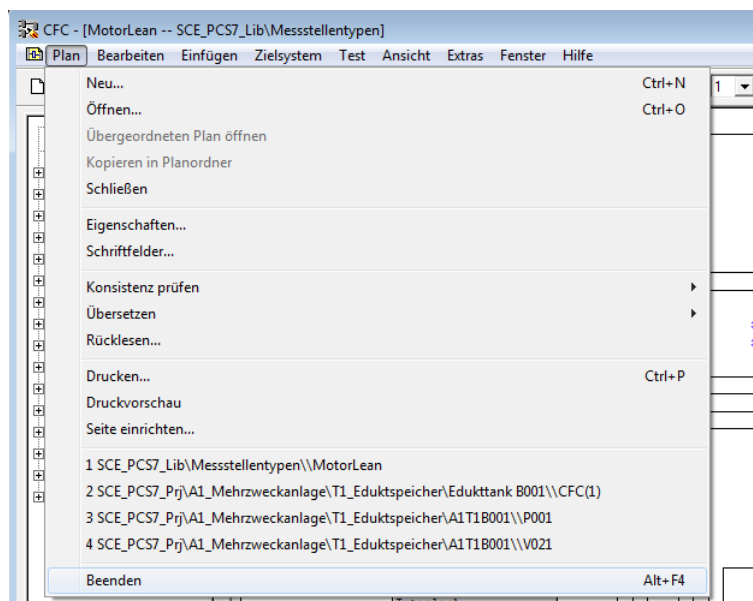 CFC - [MotorLean -- SCE_PCS7_Lib\Messstellentypen]
Plan Bearbeiten Einfügen Zielsystem Test Ansicht Extras Fenster Hilfe
1
Neu... Ctrl+N
Öffnen... Ctrl+O
Übergeordneten Plan öffnen
Kopieren in Planordner
Schließen
Eigenschaften...
Schriftfelder...
Konsistenz prüfen
Übersetzen
Rücklesen...
Drucken... Ctrl+P
Druckvorschau
Seite einrichten...
1 SCE_PCS7_Lib\Messstellentypen\\MotorLean
2 SCE_PCS7_Prj\A1_Mehrzweckanlage\T1_Eduktspeicher\Edukttank B001\\CFC(1)
3 SCE_PCS7_Prj\A1_Mehrzweckanlage\T1_Eduktspeicher\A1T1B001\\P001
4 SCE_PCS7_Prj\A1_Mehrzweckanlage\T1_Eduktspeicher\A1T1B001\\V021
Beenden Alt+F4